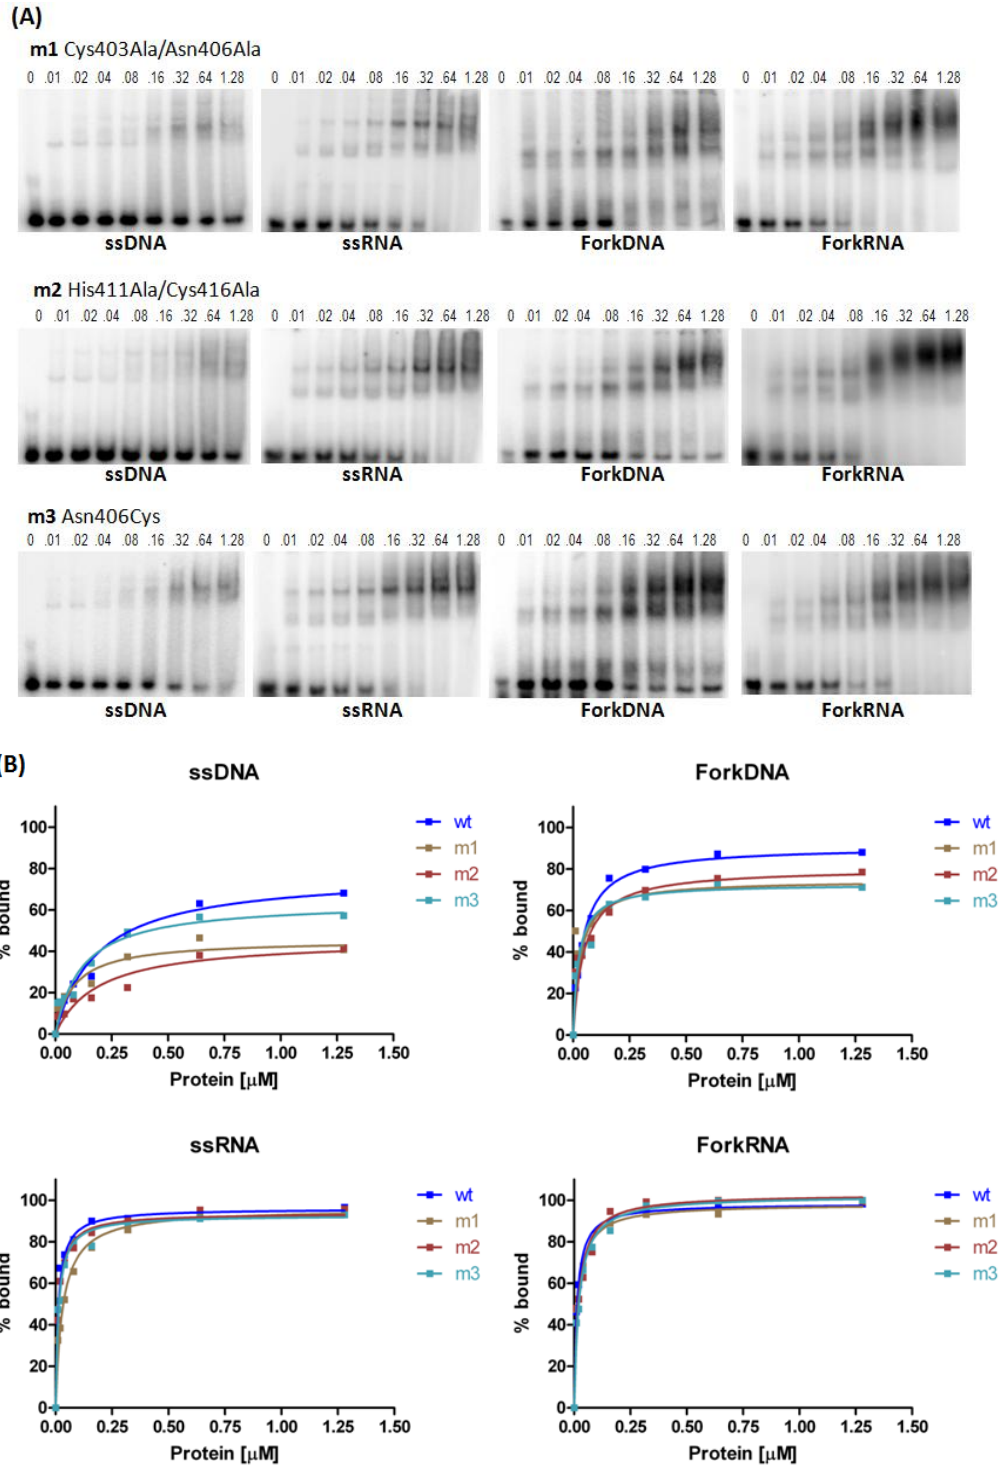 (A)
m1 Cys403Ala/Asn406Ala
0 .01 .02 .04 .08 .16 .32 .64 1.28 0 .01 .02 .04 .08 .16 .32 .64 1.28 0 .01 .02 .04 .08 .16 .32 .64 1.28 0 .01 .02 .04 .08 .16 .32 .64 1.28
ssDNA ssRNA ForkDNA ForkRNA
m2 His411Ala/Cys416Ala
0 .01 .02 .04 .08 .16 .32 .64 1.28 0 .01 .02 .04 .08 .16 .32 .64 1.28 0 .01 .02 .04 .08 .16 .32 .64 1.28 0 .01 .02 .04 .08 .16 .32 .64 1.28
ssDNA ssRNA ForkDNA ForkRNA
m3 Asn406Cys
0 .01 .02 .04 .08 .16 .32 .64 1.28 0 .01 .02 .04 .08 .16 .32 .64 1.28 0 .01 .02 .04 .08 .16 .32 .64 1.28 0 .01 .02 .04 .08 .16 .32 .64 1.28
ssDNA ssRNA ForkDNA ForkRNA
(B)
ssDNA
% bound
100
80
60
40
20
0
0.00 0.25 0.50 0.75 1.00 1.25 1.50
Protein [µM]
wt
m1
m2
m3
ForkDNA
% bound
100
80
60
40
20
0
0.00 0.25 0.50 0.75 1.00 1.25 1.50
Protein [µM]
wt
m1
m2
m3
ssRNA
% bound
100
80
60
40
20
0
0.00 0.25 0.50 0.75 1.00 1.25 1.50
Protein [µM]
wt
m1
m2
m3
ForkRNA
% bound
100
80
60
40
20
0
0.00 0.25 0.50 0.75 1.00 1.25 1.50
Protein [µM]
wt
m1
m2
m3